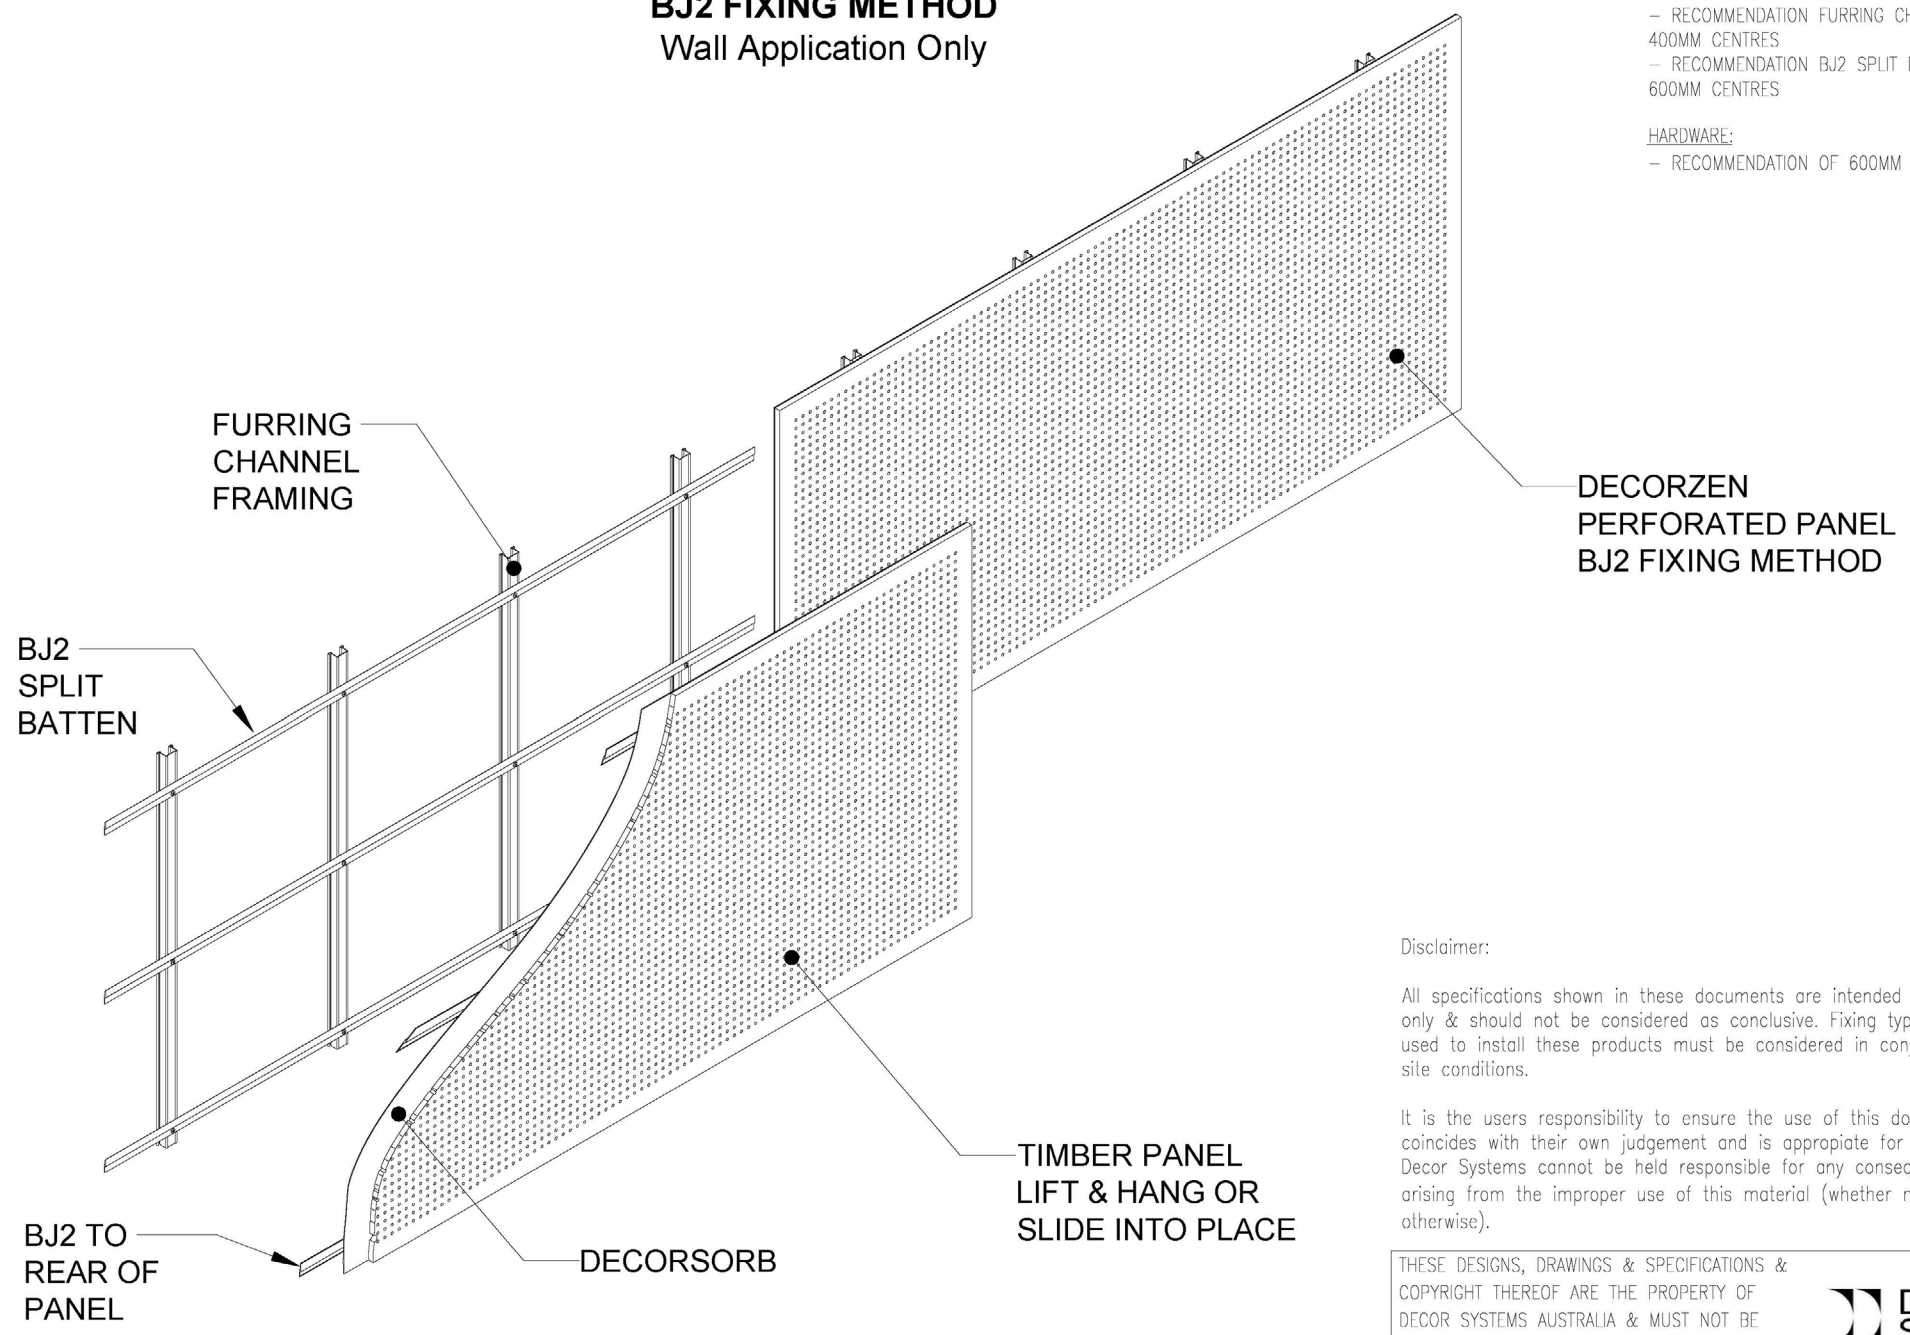 BJ2 FIXING METHOD
Wall Application Only
– RECOMMENDATION FURRING
400MM CENTRES
– RECOMMENDATION BJ2 SPLIT
600MM CENTRES
HARDWARE:
– RECOMMENDATION OF 600MM
FURRING
CHANNEL
FRAMING
BJ2
SPLIT
BATTEN
DECORZEN
PERFORATED PANEL
BJ2 FIXING METHOD
TIMBER PANEL
LIFT & HANG OR
SLIDE INTO PLACE
DECORSORB
BJ2 TO
REAR OF
PANEL
Disclaimer:
All specifications shown in these documents are intended
only & should not be considered as conclusive. Fixing
used to install these products must be considered in
site conditions.
It is the users responsibility to ensure the use of this
coincides with their own judgement and is appropiate for
Decor Systems cannot be held responsible for any
arising from the improper use of this material (whether
otherwise).
THESE DESIGNS, DRAWINGS & SPECIFICATIONS &
COPYRIGHT THEREOF ARE THE PROPERTY OF
DECOR SYSTEMS AUSTRALIA & MUST NOT BE